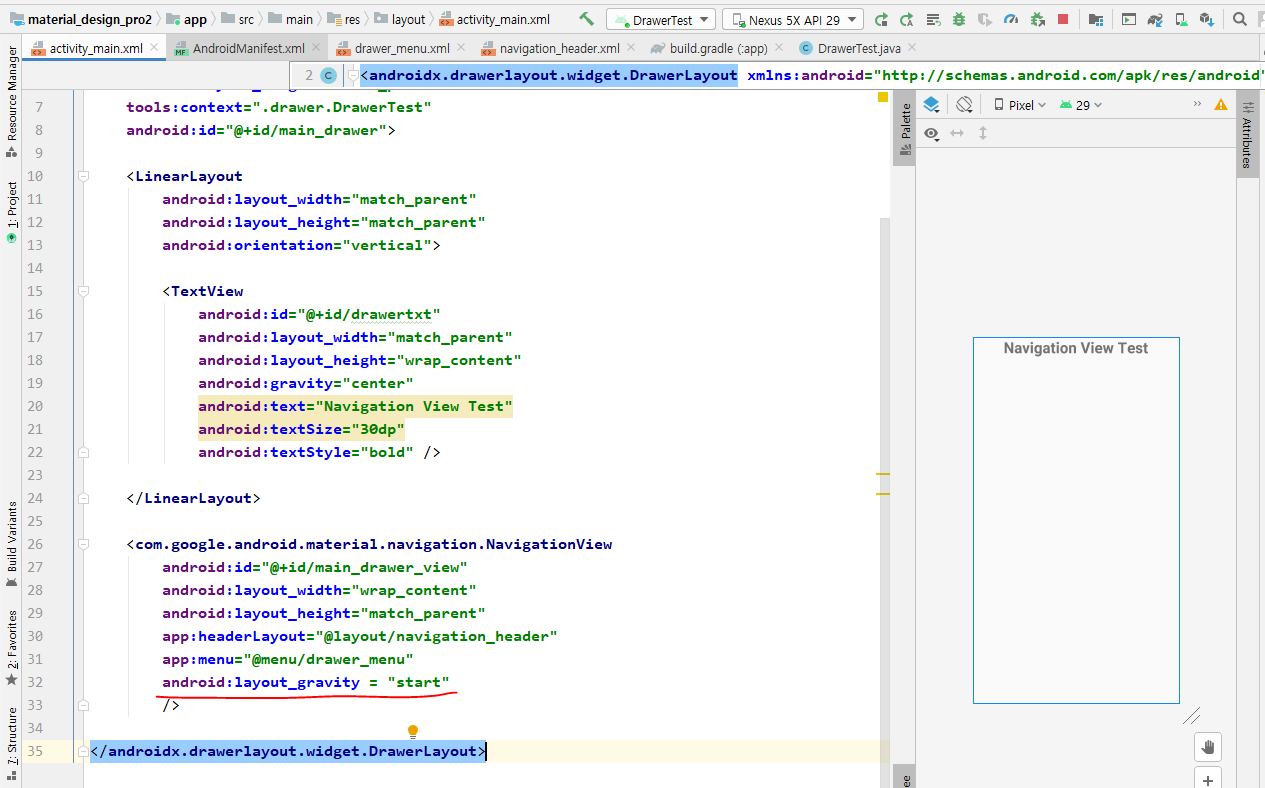 material_design_pro2 app src main res layout activity_main.xml DrawerTest Nexus 5X API 29
activity_main.xml AndroidManifest.xml drawer_menu.xml navigation_header.xml build.gradle (:app) DrawerTest.java
2 C <androidx.drawerlayout.widget.DrawerLayout xmlns:android="http://schemas.android.com/apk/res/android"
7 tools:context=".drawer.DrawerTest"
8 android:id="@+id/main_drawer">
9
10 <LinearLayout
11 android:layout_width="match_parent"
12 android:layout_height="match_parent"
13 android:orientation="vertical">
14
15 <TextView
16 android:id="@+id/drawertxt"
17 android:layout_width="match_parent"
18 android:layout_height="wrap_content"
19 android:gravity="center"
20 android:text="Navigation View Test"
21 android:textSize="30dp"
22 android:textStyle="bold" />
23
24 </LinearLayout>
25
26 <com.google.android.material.navigation.NavigationView
27 android:id="@+id/main_drawer_view"
28 android:layout_width="wrap_content"
29 android:layout_height="match_parent"
30 app:headerLayout="@layout/navigation_header"
31 app:menu="@menu/drawer_menu"
32 android:layout_gravity = "start"
33 />
34
35 </androidx.drawerlayout.widget.DrawerLayout>
Resource Manager
1: Project
Build Variants
2: Favorites
7: Structure
Palette
Pixel 29
Attributes
Navigation View Test